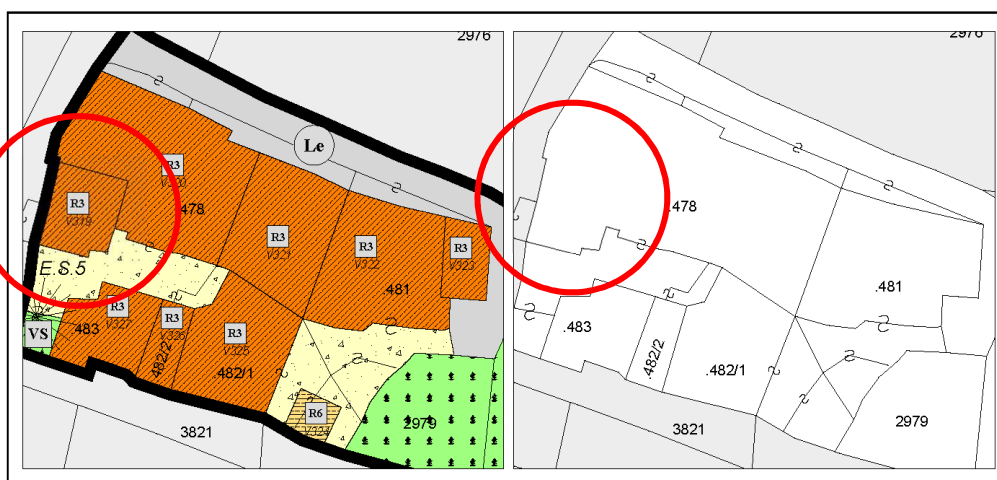 2976
Le
R3
V320
.478
R3
V319
R3
V321
R3
V322
R3
V323
E.S.5
.481
R3
V327
R3
V326
R3
V325
VS
.483
.482/2
.482/1
R6
2979
3821
2976
.478
.481
.483
.482/2
.482/1
2979
3821